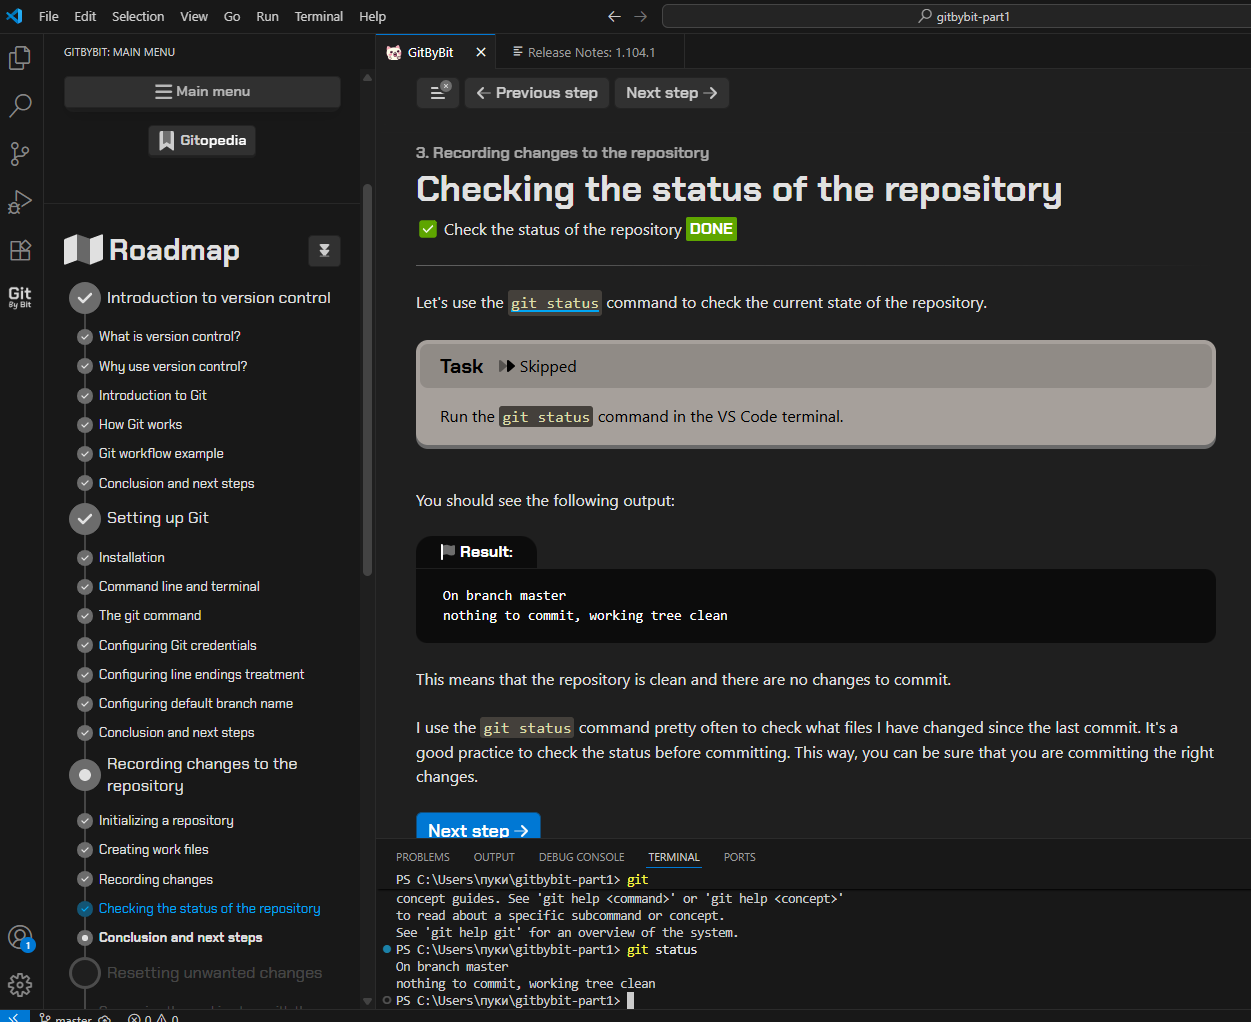 File Edit Selection View Go Run Terminal Help
gitbybit-part1
GITBYBIT: MAIN MENU
Main menu
Gitopedia
Roadmap
Introduction to version control
What is version control?
Why use version control?
Introduction to Git
How Git works
Git workflow example
Conclusion and next steps
Setting up Git
Installation
Command line and terminal
The git command
Configuring Git credentials
Configuring line endings treatment
Configuring default branch name
Conclusion and next steps
Recording changes to the
repository
Initializing a repository
Creating work files
Recording changes
Checking the status of the repository
Conclusion and next steps
Resetting unwanted changes
Git
By Bit
1
GitByBit
Release Notes: 1.104.1
← Previous step
Next step →
3. Recording changes to the repository
Checking the status of the repository
Check the status of the repository DONE
Let's use the git status command to check the current state of the repository.
Task Skipped
Run the git status command in the VS Code terminal.
You should see the following output:
Result:
On branch master
nothing to commit, working tree clean
This means that the repository is clean and there are no changes to commit.
I use the git status command pretty often to check what files I have changed since the last commit. It's a
good practice to check the status before committing. This way, you can be sure that you are committing the right
changes.
Next step →
PROBLEMS OUTPUT DEBUG CONSOLE TERMINAL PORTS
PS C:\Users\пуки\gitbybit-part1> git
concept guides. See 'git help <command>' or 'git help <concept>'
to read about a specific subcommand or concept.
See 'git help git' for an overview of the system.
PS C:\Users\пуки\gitbybit-part1> git status
On branch master
nothing to commit, working tree clean
PS C:\Users\пуки\gitbybit-part1>
master 0 0